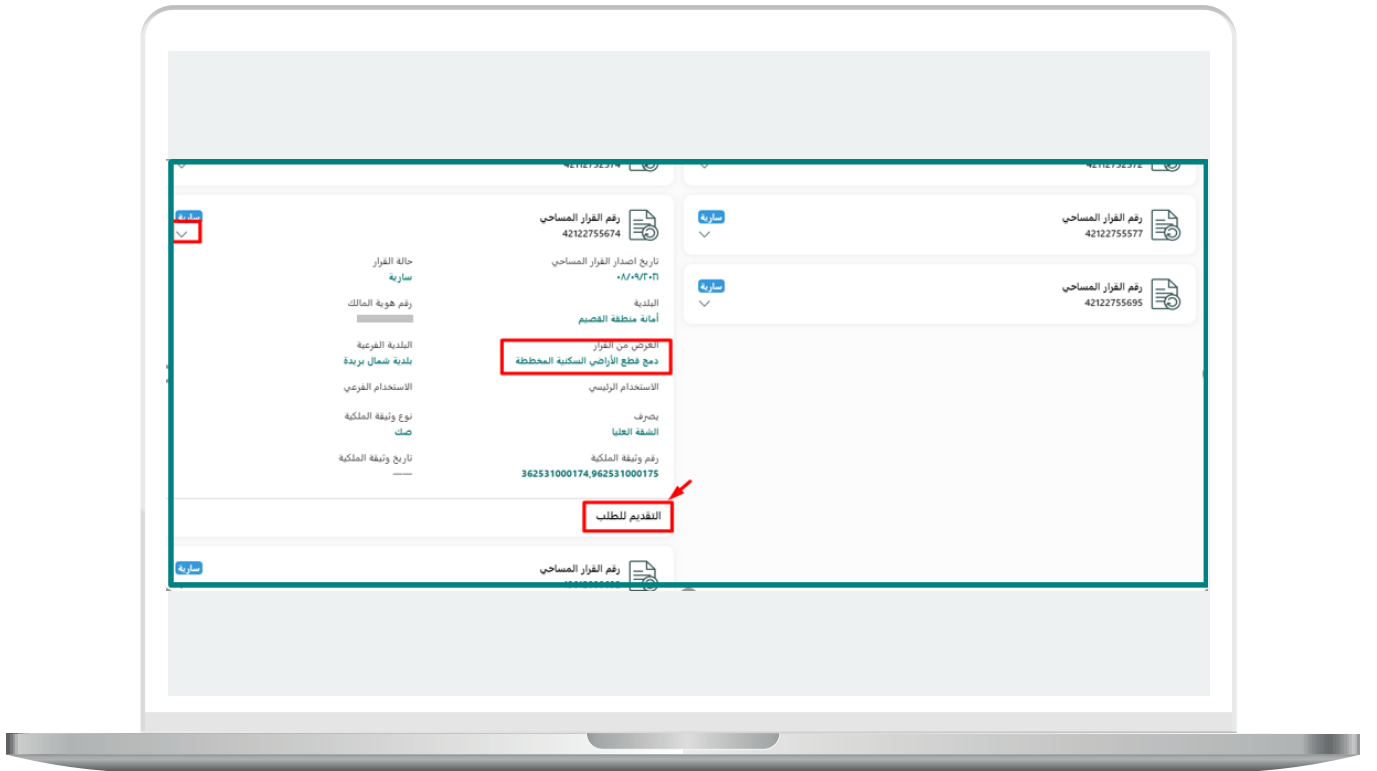 42112752572
42112752574
رقم القرار المساحي
42122755577
سارية
رقم القرار المساحي
42122755695
سارية
رقم القرار المساحي
42122755674
سارية
تاريخ اصدار القرار المساحي
حالة القرار
سارية
البلدية
رقم هوية المالك
أمانة منطقة القصيم
الغرض من القرار
البلدية الفرعية
دمج قطع الأراضي السكنية المخططة
بلدية شمال بريدة
الاستخدام الرئيسي
الاستخدام الفرعي
يصرف
نوع وثيقة الملكية
الشقة العليا
صك
رقم وثيقة الملكية
تاريخ وثيقة الملكية
362531000174,962531000175
——
التقديم للطلب
رقم القرار المساحي
سارية